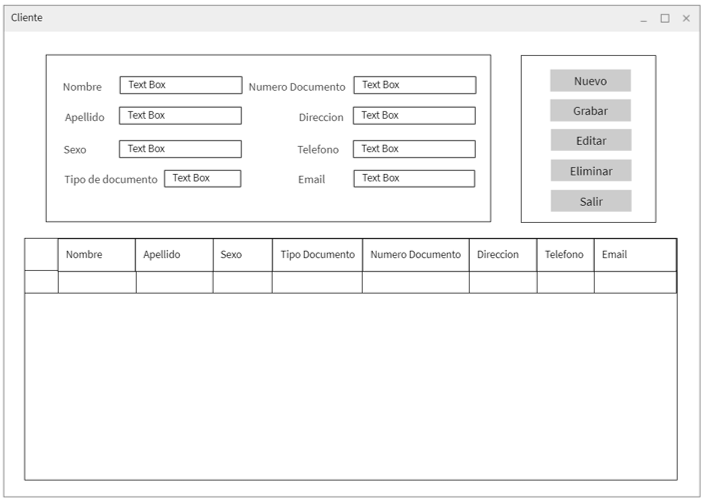 Cliente
Nombre Text Box Numero Documento Text Box
Apellido Text Box Direccion Text Box
Sexo Text Box Telefono Text Box
Tipo de documento Text Box Email Text Box
Nuevo
Grabar
Editar
Eliminar
Salir
Nombre Apellido Sexo Tipo Documento Numero Documento Direccion Telefono Email